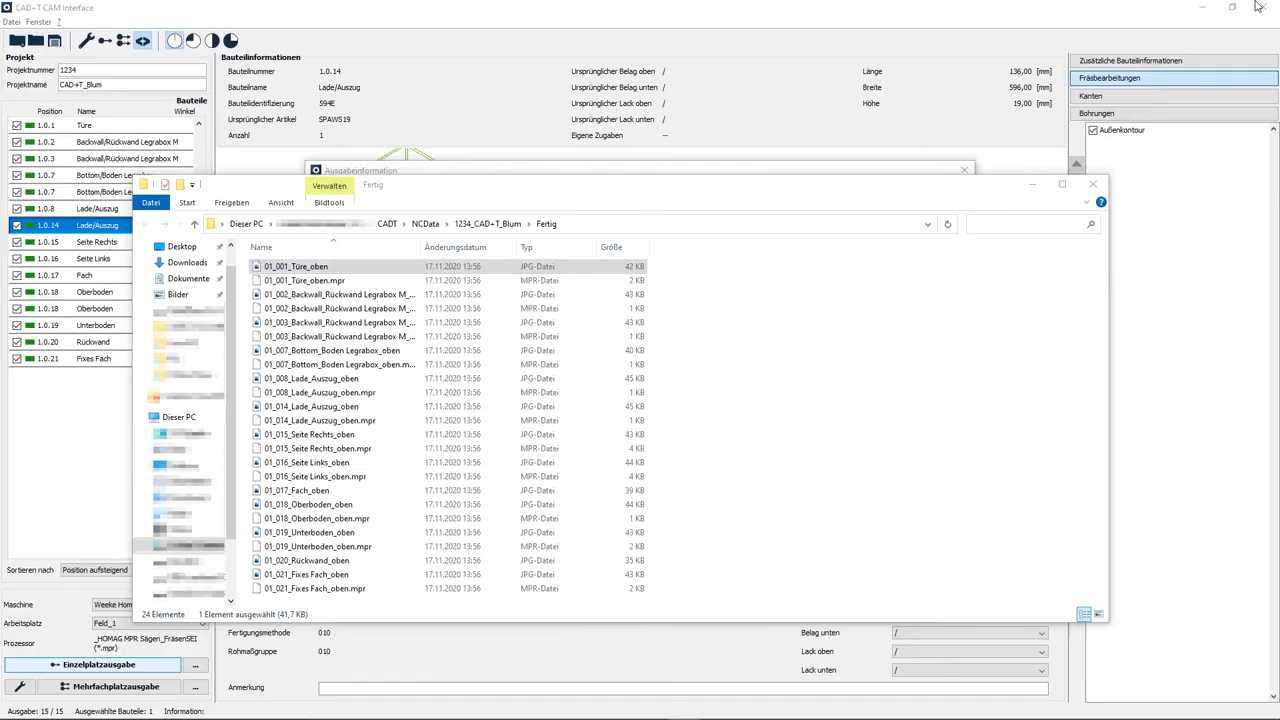 CAD+T CAM Interface
Datei Fenster ?
Projekt
Projektnummer 1234
Projektname CAD+T_Blum
Bauteile
Position Name Winkel
1.0.1 Türe
1.0.2 Backwall/Rückwand Legrabox M
1.0.3 Backwall/Rückwand Legrabox M
1.0.7 Bottom/Boden Leg
1.0.7 Bottom/Boden Leg
1.0.8 Lade/Auszug
1.0.14 Lade/Auszug
1.0.15 Seite Rechts
1.0.16 Seite Links
1.0.17 Fach
1.0.18 Oberboden
1.0.18 Oberboden
1.0.19 Unterboden
1.0.20 Rückwand
1.0.21 Fixes Fach
Sortieren nach Position aufsteigend
Maschine Weeke Hom
Arbeitsplatz Feld_1
Prozessor _HOMAG MPR Sägen_FräsenSEI (*.mpr)
Einzelplatzausgabe ...
Mehrfachplatzausgabe ...
Ausgabe: 15 / 15 Ausgewählte Bauteile: 1 Information:
Bauteilinformationen
Bauteilnummer 1.0.14 Ursprünglicher Belag oben / Länge 136,00 [mm]
Bauteilname Lade/Auszug Ursprünglicher Belag unten / Breite 596,00 [mm]
Bauteilidentifizierung 594E Ursprünglicher Lack oben / Höhe 19,00 [mm]
Ursprünglicher Artikel SPAWS19 Ursprünglicher Lack unten /
Anzahl 1 Eigene Zugaben --
Zusätzliche Bauteilinformationen
Fräsbearbeitungen
Kanten
Bohrungen
Außenkontour
Ausgabeinformation
Verwalten Fertig
Datei Start Freigeben Ansicht Bildtools
Dieser PC › CADT › NCData › 1234_CAD+T_Blum › Fertig
Desktop
Downloads
Dokumente
Bilder
Dieser PC
Name Änderungsdatum Typ Größe
01_001_Türe_oben 17.11.2020 13:56 JPG-Datei 42 KB
01_001_Türe_oben.mpr 17.11.2020 13:56 MPR-Datei 2 KB
01_002_Backwall_Rückwand Legrabox M_... 17.11.2020 13:56 JPG-Datei 43 KB
01_002_Backwall_Rückwand Legrabox M_... 17.11.2020 13:56 MPR-Datei 1 KB
01_003_Backwall_Rückwand Legrabox M_... 17.11.2020 13:56 JPG-Datei 43 KB
01_003_Backwall_Rückwand Legrabox M_... 17.11.2020 13:56 MPR-Datei 1 KB
01_007_Bottom_Boden Legrabox_oben 17.11.2020 13:56 JPG-Datei 40 KB
01_007_Bottom_Boden Legrabox_oben.m... 17.11.2020 13:56 MPR-Datei 1 KB
01_008_Lade_Auszug_oben 17.11.2020 13:56 JPG-Datei 45 KB
01_008_Lade_Auszug_oben.mpr 17.11.2020 13:56 MPR-Datei 1 KB
01_014_Lade_Auszug_oben 17.11.2020 13:56 JPG-Datei 45 KB
01_014_Lade_Auszug_oben.mpr 17.11.2020 13:56 MPR-Datei 1 KB
01_015_Seite Rechts_oben 17.11.2020 13:56 JPG-Datei 43 KB
01_015_Seite Rechts_oben.mpr 17.11.2020 13:56 MPR-Datei 4 KB
01_016_Seite Links_oben 17.11.2020 13:56 JPG-Datei 44 KB
01_016_Seite Links_oben.mpr 17.11.2020 13:56 MPR-Datei 4 KB
01_017_Fach_oben 17.11.2020 13:56 JPG-Datei 39 KB
01_018_Oberboden_oben 17.11.2020 13:56 JPG-Datei 44 KB
01_018_Oberboden_oben.mpr 17.11.2020 13:56 MPR-Datei 1 KB
01_019_Unterboden_oben 17.11.2020 13:56 JPG-Datei 43 KB
01_019_Unterboden_oben.mpr 17.11.2020 13:56 MPR-Datei 2 KB
01_020_Rückwand_oben 17.11.2020 13:56 JPG-Datei 35 KB
01_021_Fixes Fach_oben 17.11.2020 13:56 JPG-Datei 43 KB
01_021_Fixes Fach_oben.mpr 17.11.2020 13:56 MPR-Datei 2 KB
24 Elemente 1 Element ausgewählt (41,7 KB)
Fertigungsmethode 010 Belag unten /
Rohmaßgruppe 010 Lack oben /
Lack unten /
Anmerkung